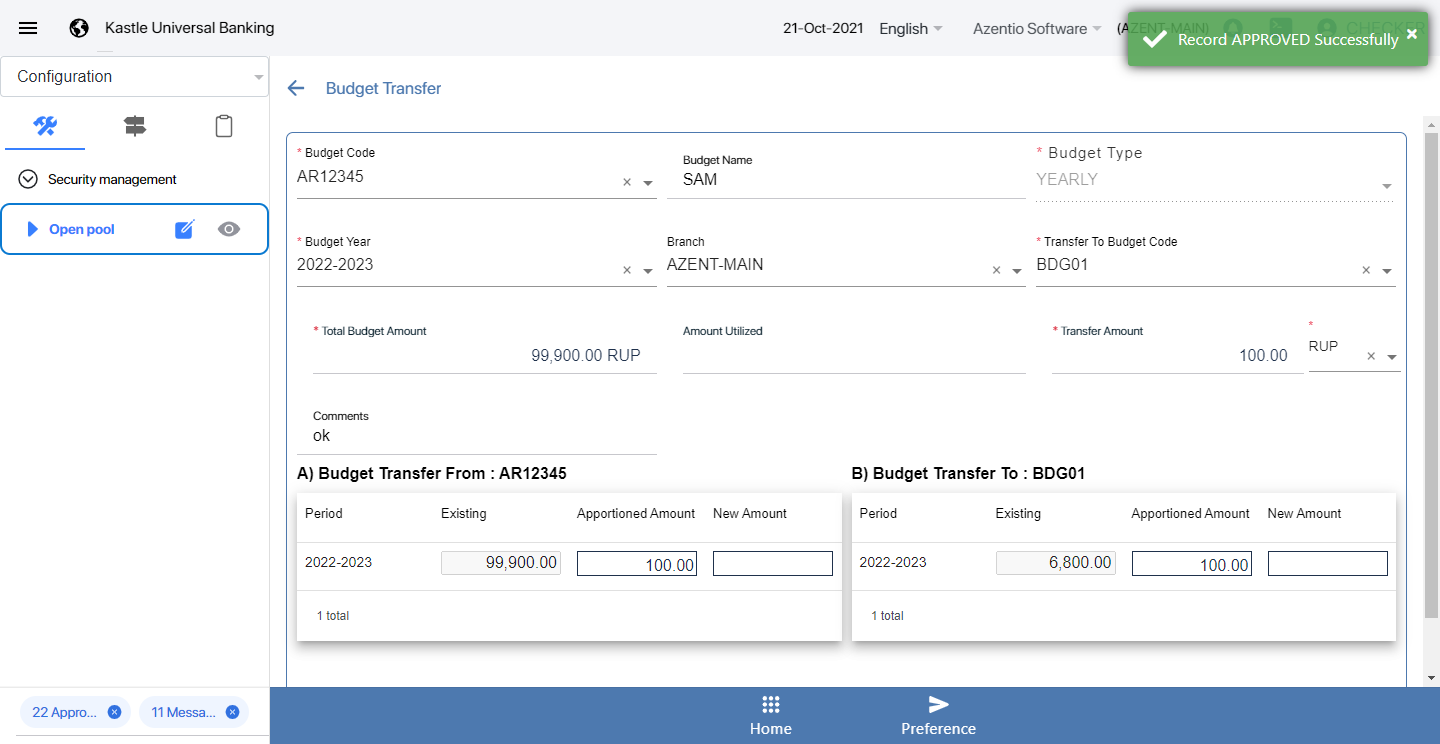 Kastle Universal Banking
21-Oct-2021
English
Azentio Software
(AZENT-MAIN)
CHECKER
Record APPROVED Successfully
Configuration
Security management
Open pool
22 Appro...
11 Messa...
Budget Transfer
* Budget Code
AR12345
Budget Name
SAM
* Budget Type
YEARLY
* Budget Year
2022-2023
Branch
AZENT-MAIN
* Transfer To Budget Code
BDG01
* Total Budget Amount
99,900.00 RUP
Amount Utilized
* Transfer Amount
100.00
*
RUP
Comments
ok
A) Budget Transfer From : AR12345
Period Existing Apportioned Amount New Amount
2022-2023 99,900.00 100.00
1 total
B) Budget Transfer To : BDG01
Period Existing Apportioned Amount New Amount
2022-2023 6,800.00 100.00
1 total
Home
Preference